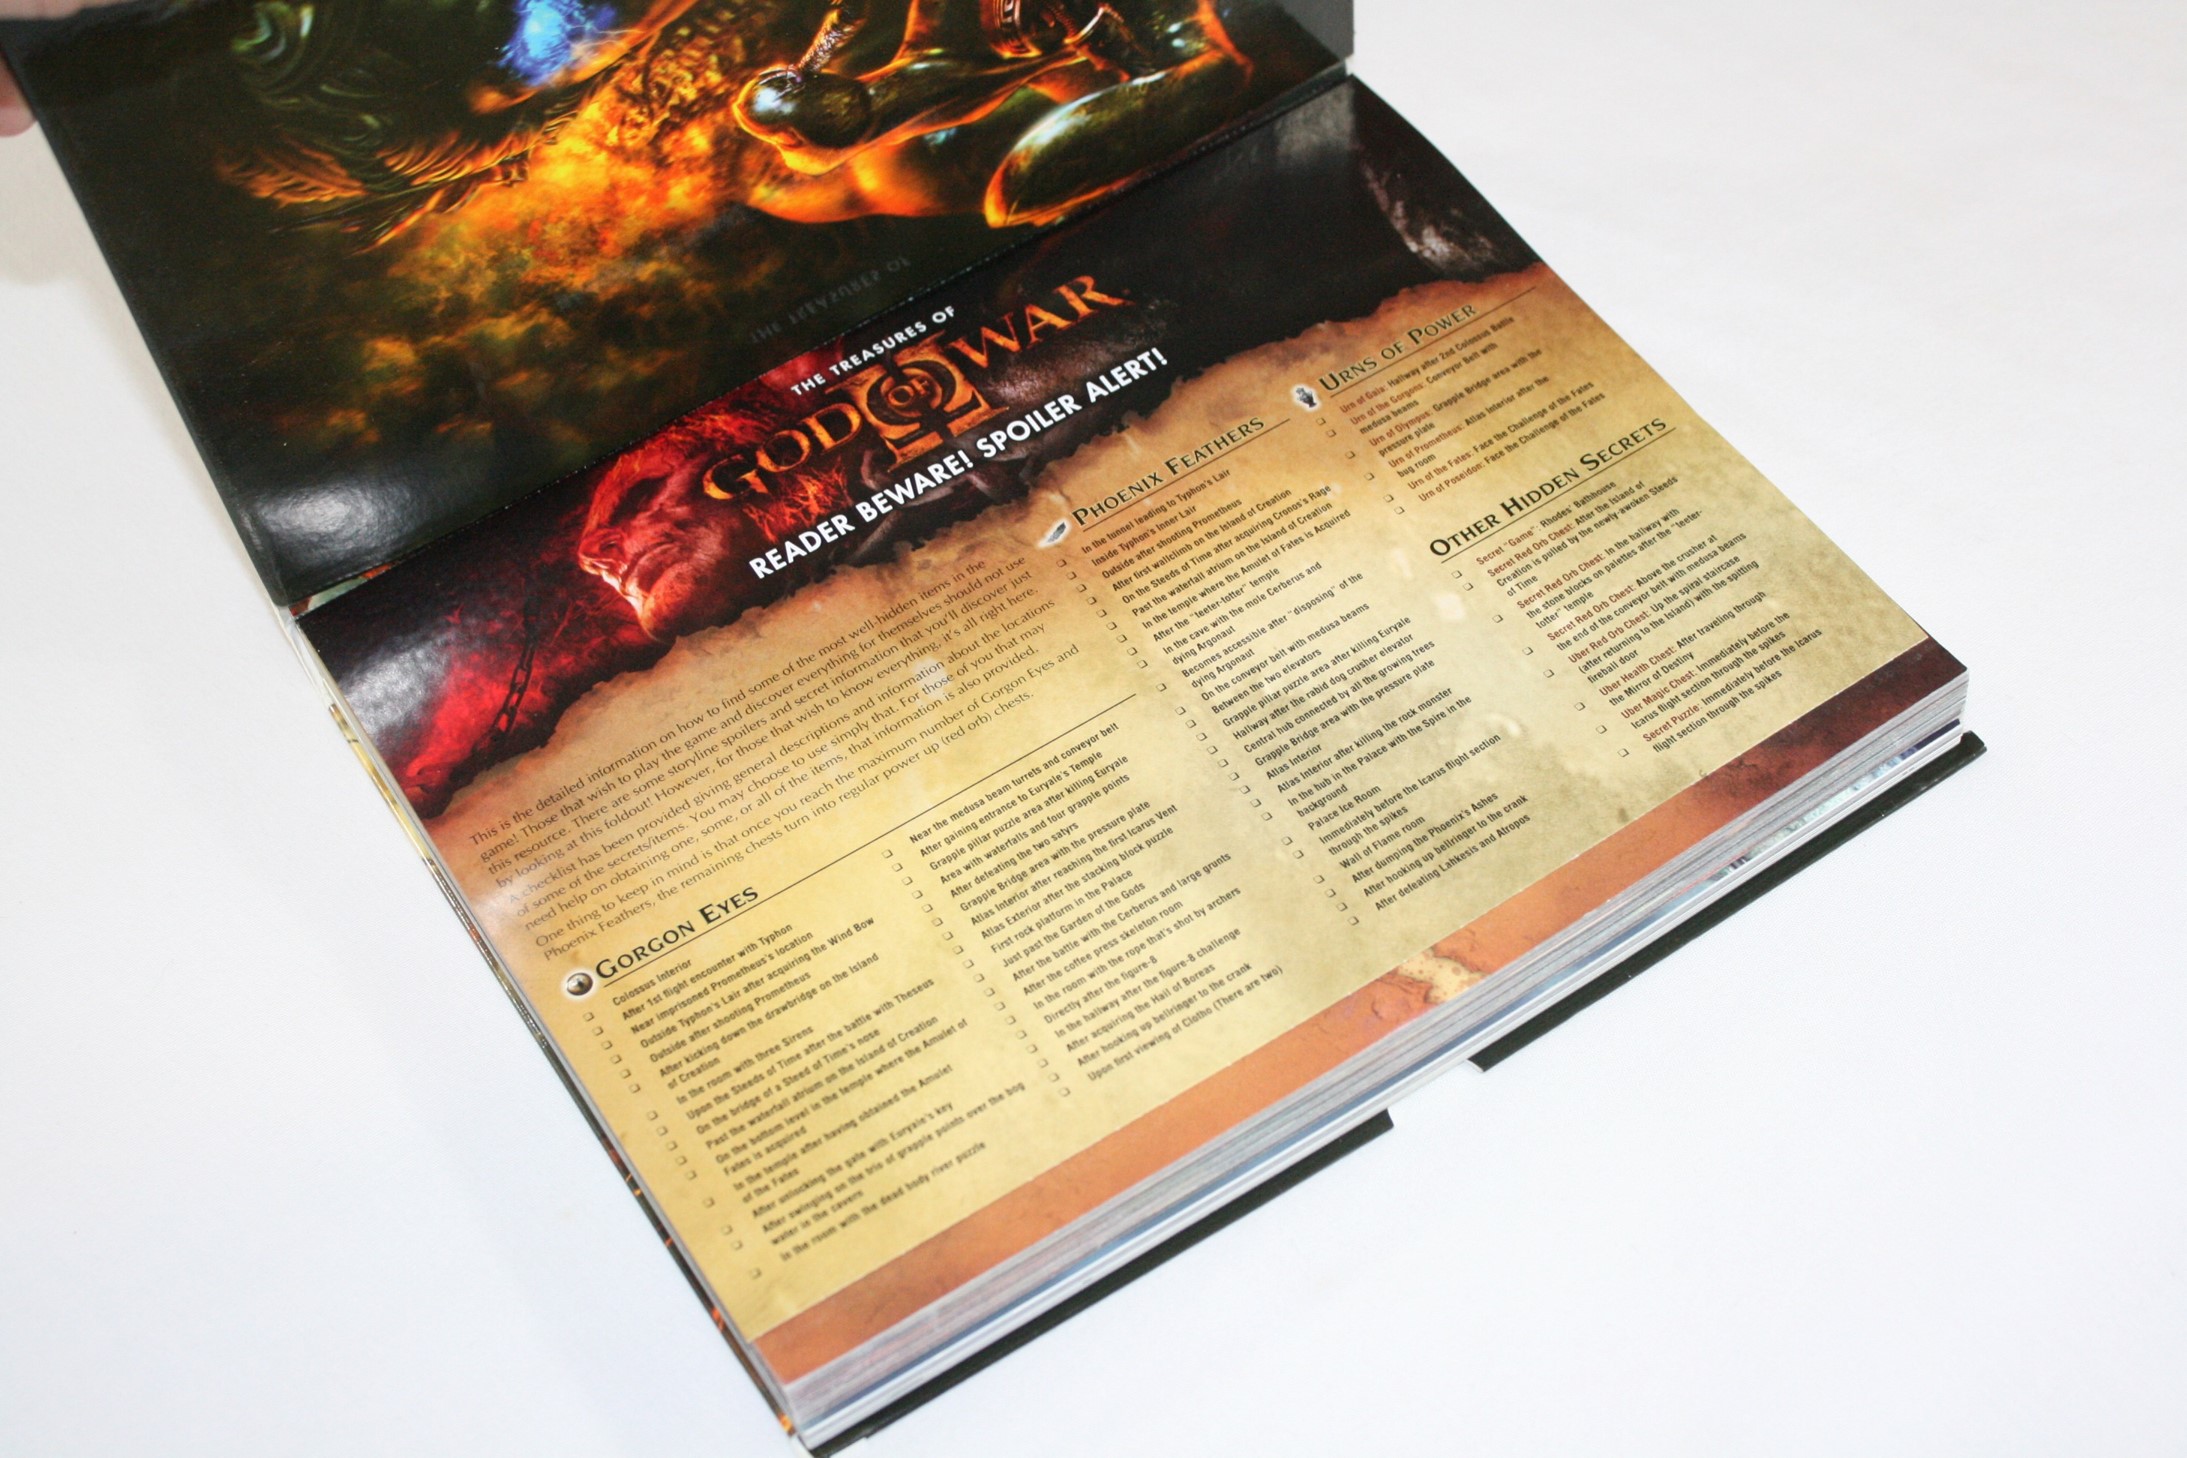 THE TREASURES OF
GOD OF WAR
READER BEWARE! SPOILER ALERT!
This is the detailed information on how to find some of the most well-hidden items in the
game! Those that wish to play the game and discover everything for themselves should not use
this resource. There are some storyline spoilers and secret information that you'll discover just
by looking at this foldout! However, for those that wish to know everything, it's all right here.
A checklist has been provided giving general descriptions and information about the locations
of some of the secrets/items. You may choose to use simply that. For those of you that may
need help on obtaining one, some, or all of the items, that information is also provided.
One thing to keep in mind is that once you reach the maximum number of Gorgon Eyes and
Phoenix Feathers, the remaining chests turn into regular power up (red orb) chests.
GORGON EYES
Colossus Interior
After 1st flight encounter with Typhon
Near imprisoned Prometheus's location
Outside Typhon's Lair after acquiring the Wind Bow
Outside after shooting Prometheus
After kicking down the drawbridge on the Island
of Creation
In the room with three Sirens
Upon the Steeds of Time after the battle with Theseus
On the bridge of a Steed of Time's nose
Past the waterfall atrium on the Island of Creation
On the bottom level in the temple where the Amulet of
Fates is acquired
In the temple after having obtained the Amulet
of the Fates
After unlocking the gate with Euryale's key
After swinging on the trio of grapple points over the bog
water in the cavern
In the room with the dead body river puzzle
Near the medusa beam turrets and conveyor belt
After gaining entrance to Euryale's Temple
Grapple pillar puzzle area after killing Euryale
Area with waterfalls and four grapple points
After defeating the two satyrs
Grapple Bridge area with the pressure plate
Atlas Interior after reaching the first Icarus Vent
Atlas Exterior after the stacking block puzzle
First rock platform in the Palace
Just past the Garden of the Gods
After the battle with the Cerberus and large grunts
After the coffee press skeleton room
In the room with the rope that's shot by archers
Directly after the figure-8
In the hallway after the figure-8 challenge
After acquiring the Hail of Boreas
After hooking up bellringer to the crank
Upon first viewing of Clotho (There are two)
PHOENIX FEATHERS
In the tunnel leading to Typhon's Lair
Inside Typhon's Inner Lair
Outside after shooting Prometheus
After first wallclimb on the Island of Creation
On the Steeds of Time after acquiring Cronos's Rage
Past the waterfall atrium on the Island of Creation
In the temple where the Amulet of Fates is Acquired
After the "teeter-totter" temple
In the cave with the mole Cerberus and
dying Argonaut
Becomes accessible after "disposing" of the
dying Argonaut
On the conveyor belt with medusa beams
Between the two elevators
Grapple pillar puzzle area after killing Euryale
Hallway after the rabid dog crusher elevator
Central hub connected by all the growing trees
Grapple Bridge area with the pressure plate
Atlas Interior
Atlas Interior after killing the rock monster
In the hub in the Palace with the Spire in the
background
Palace Ice Room
Immediately before the Icarus flight section
through the spikes
Wall of Flame room
After dumping the Phoenix's Ashes
After hooking up bellringer to the crank
After defeating Lahkesis and Atropos
URNS OF POWER
Urn of Gaia: Hallway after 2nd Colossus Battle
Urn of the Gorgons: Conveyor Belt with
medusa beams
Urn of Olympus: Grapple Bridge area with the
pressure plate
Urn of Prometheus: Atlas Interior after the
bug room
Urn of the Fates: Face the Challenge of the Fates
Urn of Poseidon: Face the Challenge of the Fates
OTHER HIDDEN SECRETS
Secret "Game": Rhodes' Bathhouse
Secret Red Orb Chest: After the Island of
Creation is pulled by the newly-awoken Steeds
of Time
Secret Red Orb Chest: In the hallway with
the stone blocks on palettes after the "teeter-
totter" temple
Secret Red Orb Chest: Above the crusher at
the end of the conveyor belt with medusa beams
Uber Red Orb Chest: Up the spiral staircase
(after returning to the Island) with the spitting
fireball door
Uber Health Chest: After traveling through
the Mirror of Destiny
Uber Magic Chest: Immediately before the
Icarus flight section through the spikes
Secret Puzzle: Immediately before the Icarus
flight section through the spikes